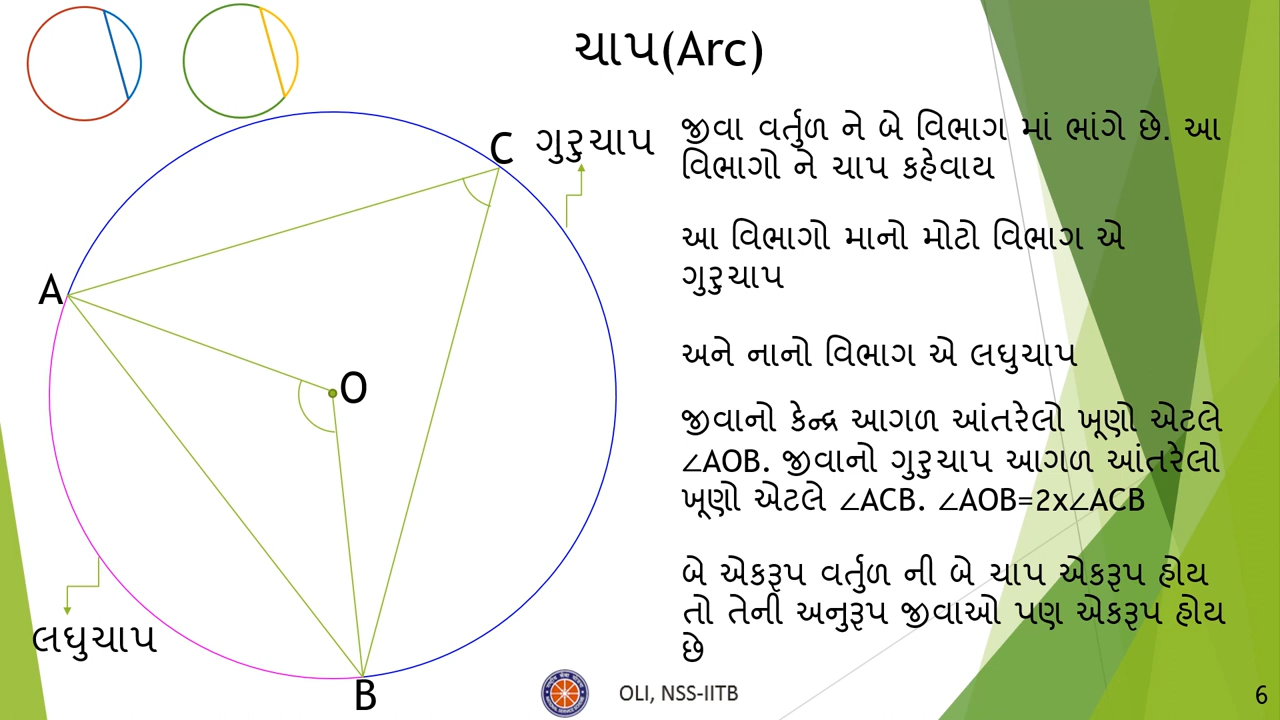 ચાપ(Arc)
જીવા વર્તુળ ને બે વિભાગ માં ભાંગે છે. આ
વિભાગો ને ચાપ કહેવાય
આ વિભાગો માનો મોટો વિભાગ એ
ગુરુચાપ
અને નાનો વિભાગ એ લઘુચાપ
જીવાનો કેન્દ્ર આગળ આંતરેલો ખૂણો એટલે
∠AOB. જીવાનો ગુરુચાપ આગળ આંતરેલો
ખૂણો એટલે ∠ACB. ∠AOB=2x∠ACB
બે એકરૂપ વર્તુળ ની બે ચાપ એકરૂપ હોય
તો તેની અનુરૂપ જીવાઓ પણ એકરૂપ હોય
છે
C
ગુરુચાપ
A
O
લઘુચાપ
B
OLI, NSS-IITB
6